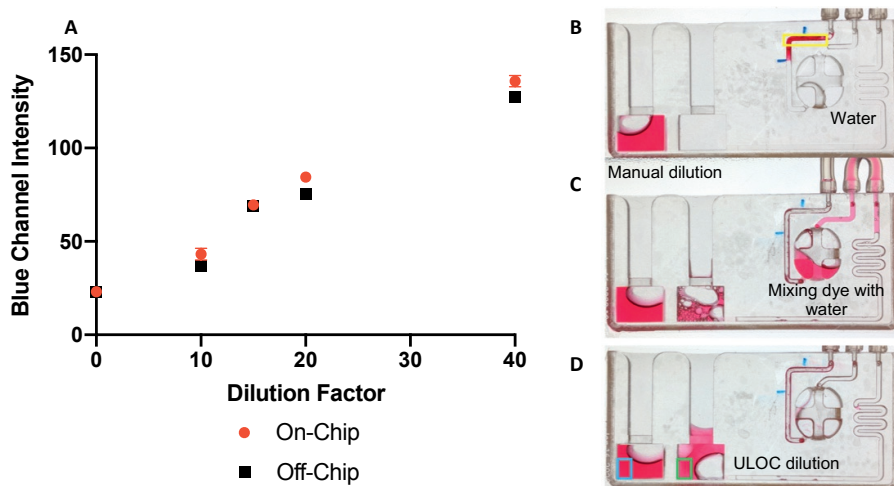 A
150
100
50
0
Blue Channel Intensity
0
10
20
30
40
Dilution Factor
On-Chip
Off-Chip
B
Water
Manual dilution
C
Mixing dye with
water
D
ULOC dilution